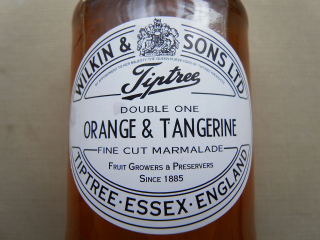 WILKIN & SONS LTD
Tiptree
DOUBLE ONE
ORANGE & TANGERINE
FINE CUT MARMALADE
FRUIT GROWERS & PRESERVERS
SINCE 1885
TIPTREE · ESSEX · ENGLAND